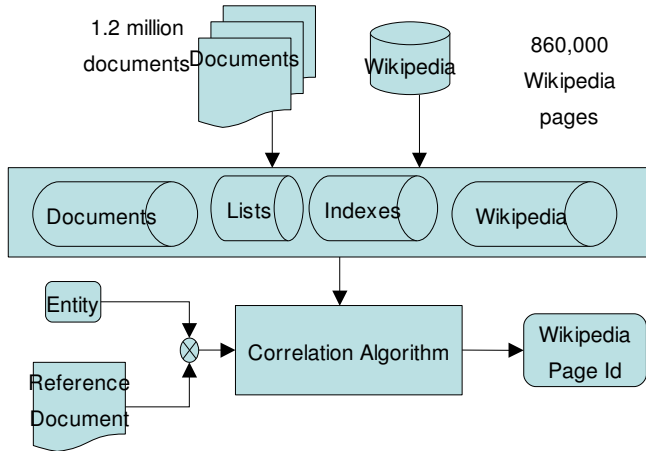 1.2 million
documents
Documents
Wikipedia
860,000
Wikipedia
pages
Documents
Lists
Indexes
Wikipedia
Entity
Reference
Document
Correlation Algorithm
Wikipedia
Page Id